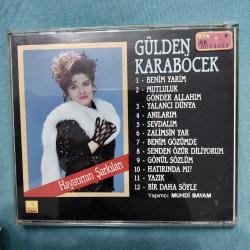 GÜLDEN
KARABÖCEK
1 - BENİM YARİM
2 - MUTLULUK
GÖNDER ALLAHIM
3 - YALANCI DÜNYA
4 - ANILARIM
5 - SEVDALIM
6 - ZALİMSİN YAR
7 - BENİM GÖZÜMDE
8 - SENDEN ÖZÜR DİLİYORUM
9 - GÖNÜL SÖZLÜM
10 - HATIRINDA MI?
11 - YAZIK
12 - BİR DAHA SÖYLE
Yapımcı: MUHDİ BAYAM
Hayatımın Şarkıları